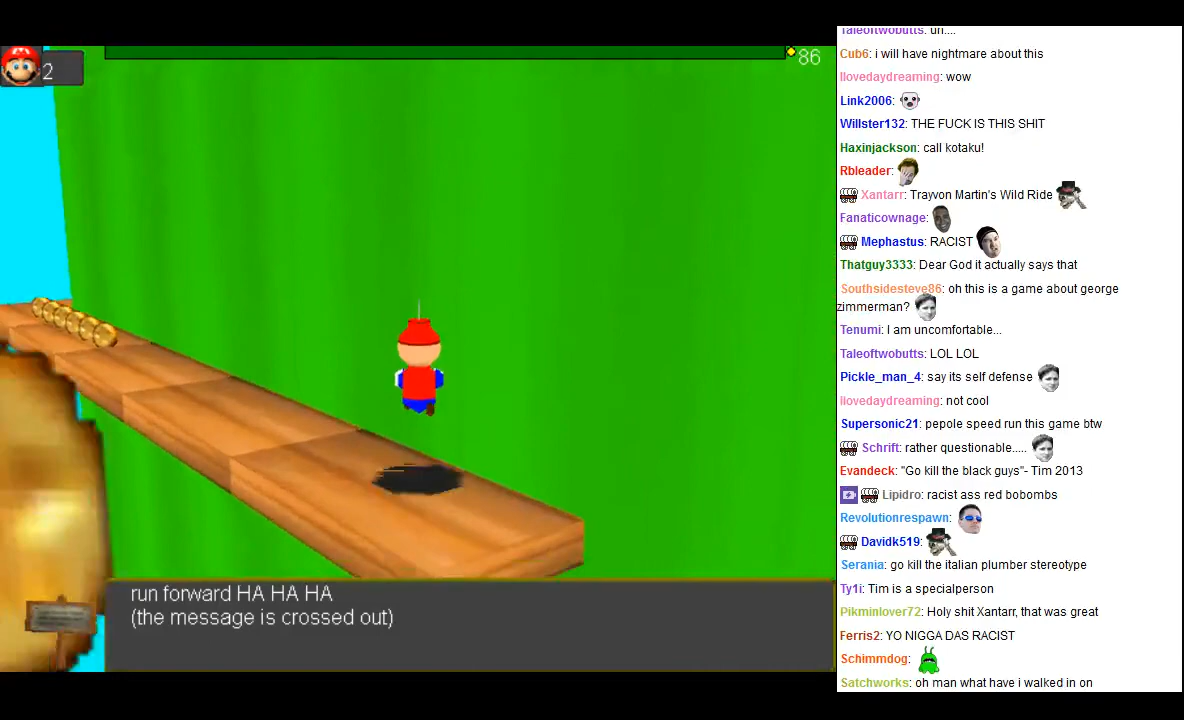 2
86
run forward HA HA HA
(the message is crossed out)
Taleoftwobutts: uh....
Cub6: i will have nightmare about this
Ilovedaydreaming: wow
Link2006:
Willster132: THE FUCK IS THIS SHIT
Haxinjackson: call kotaku!
Rbleader:
Xantarr: Trayvon Martin's Wild Ride
Fanaticownage:
Mephastus: RACIST
Thatguy3333: Dear God it actually says that
Southsidesteve86: oh this is a game about george
zimmerman?
Tenumi: I am uncomfortable...
Taleoftwobutts: LOL LOL
Pickle_man_4: say its self defense
Ilovedaydreaming: not cool
Supersonic21: pepole speed run this game btw
Schrift: rather questionable.....
Evandeck: "Go kill the black guys"- Tim 2013
Lipidro: racist ass red bobombs
Revolutionrespawn:
Davidk519:
Serania: go kill the italian plumber stereotype
Ty1i: Tim is a specialperson
Pikminlover72: Holy shit Xantarr, that was great
Ferris2: YO NIGGA DAS RACIST
Schimmdog:
Satchworks: oh man what have i walked in on